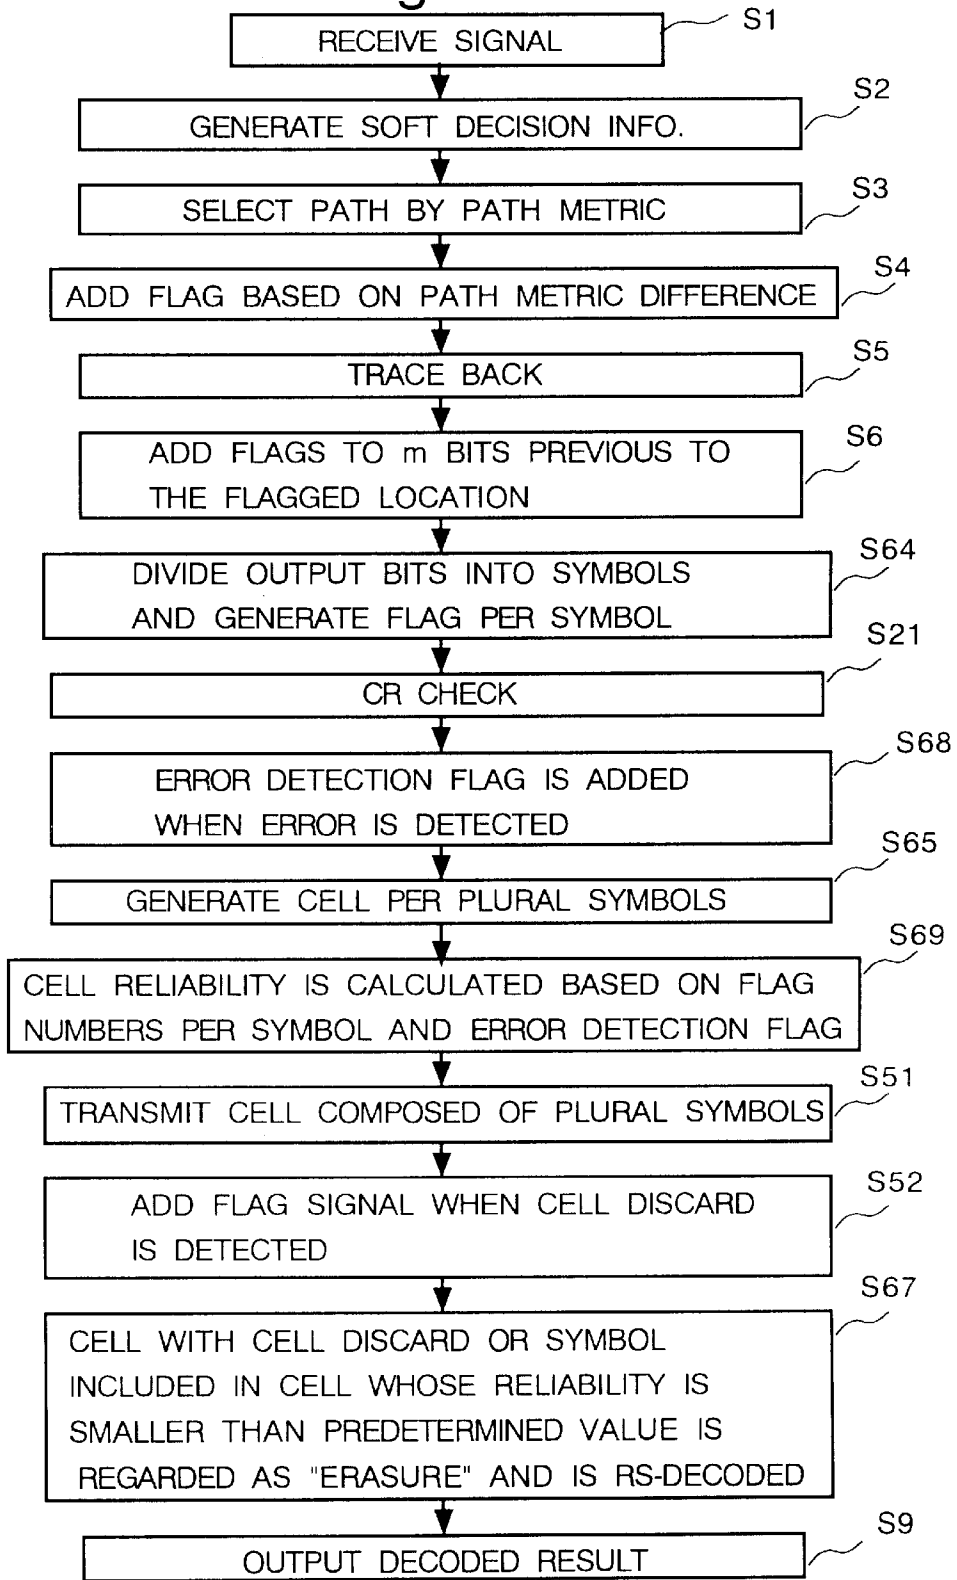 RECEIVE SIGNAL
S1
GENERATE SOFT DECISION INFO.
S2
SELECT PATH BY PATH METRIC
S3
ADD FLAG BASED ON PATH METRIC DIFFERENCE
S4
TRACE BACK
S5
ADD FLAGS TO m BITS PREVIOUS TO
THE FLAGGED LOCATION
S6
DIVIDE OUTPUT BITS INTO SYMBOLS
AND GENERATE FLAG PER SYMBOL
S64
CR CHECK
S21
ERROR DETECTION FLAG IS ADDED
WHEN ERROR IS DETECTED
S68
GENERATE CELL PER PLURAL SYMBOLS
S65
CELL RELIABILITY IS CALCULATED BASED ON FLAG
NUMBERS PER SYMBOL AND ERROR DETECTION FLAG
S69
TRANSMIT CELL COMPOSED OF PLURAL SYMBOLS
S51
ADD FLAG SIGNAL WHEN CELL DISCARD
IS DETECTED
S52
CELL WITH CELL DISCARD OR SYMBOL
INCLUDED IN CELL WHOSE RELIABILITY IS
SMALLER THAN PREDETERMINED VALUE IS
REGARDED AS "ERASURE" AND IS RS-DECODED
S67
OUTPUT DECODED RESULT
S9